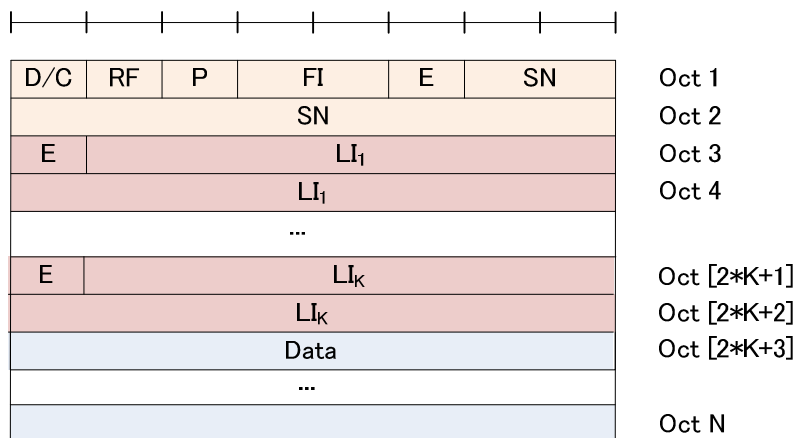 D/C RF P FI E SN Oct 1
SN Oct 2
E LI1 Oct 3
LI1 Oct 4
...
E LIK Oct [2*K+1]
LIK Oct [2*K+2]
Data Oct [2*K+3]
...
Oct N